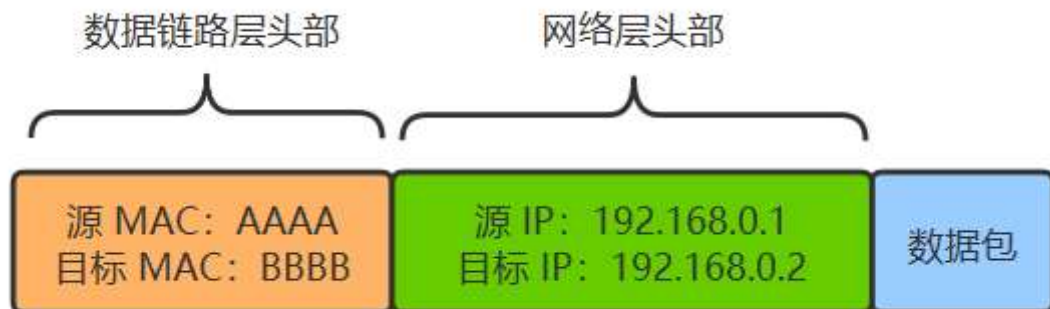 数据链路层头部
网络层头部
源 MAC：AAAA
目标 MAC：BBBB
源 IP：192.168.0.1
目标 IP：192.168.0.2
数据包